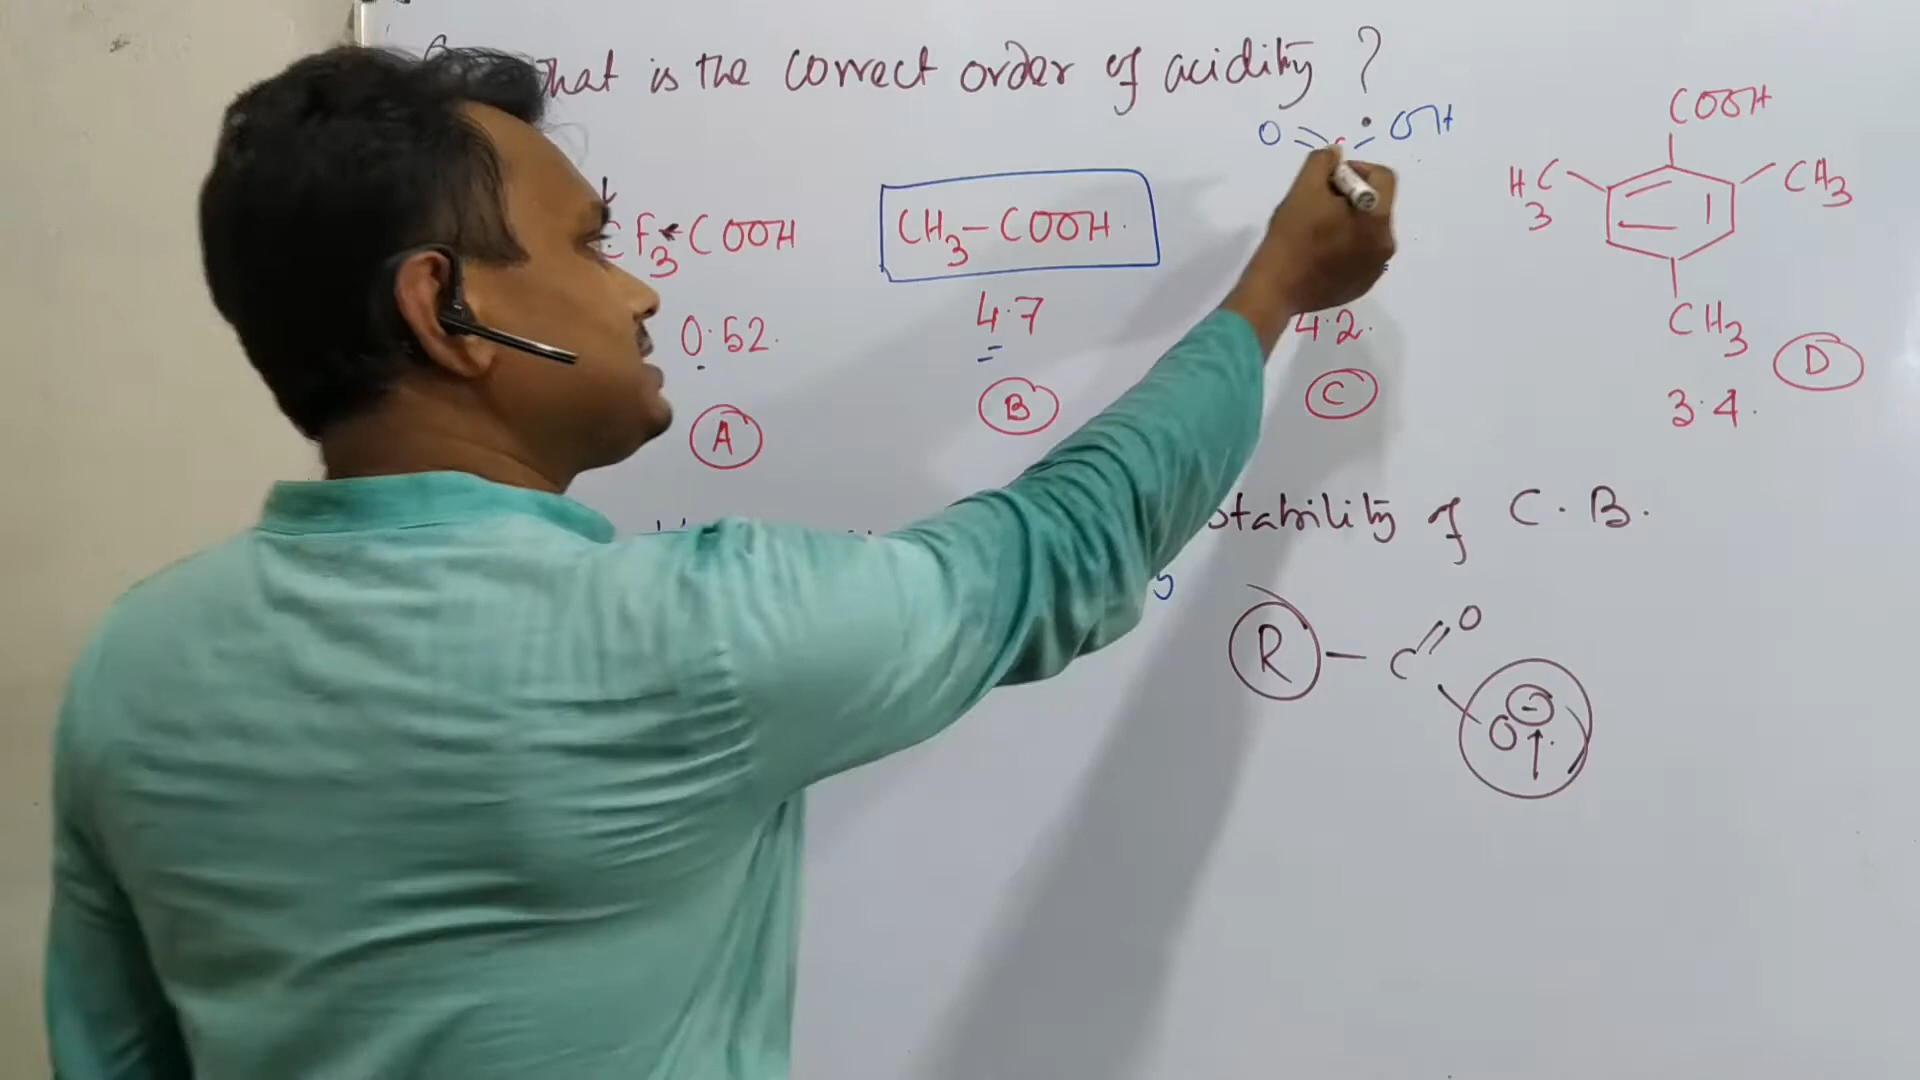 hat is the correct order of acidity ?
O OH
COOH
H3C CH3
CF3 COOH
CH3-COOH.
CH3
0.52.
4.7
4.2.
3.4.
A
B
C
D
stability of C.B.
R-C O
O-